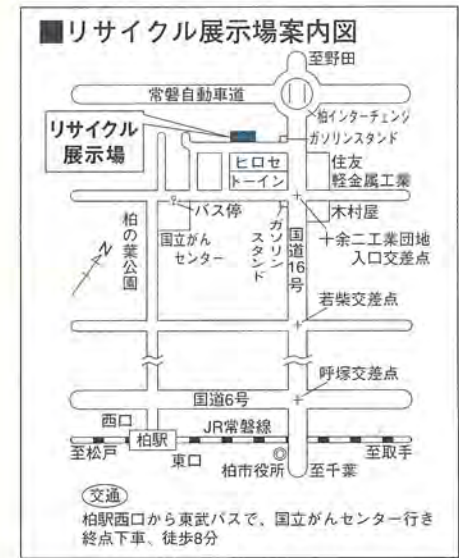 ■リサイクル展示場案内図
至野田
常磐自動車道
柏インターチェンジ
リサイクル
展示場
ガソリンスタンド
ヒロセ
トーイン
住友
軽金属工業
バス停
木村屋
柏の葉公園
国立がん
センター
ガソリン
スタンド
国道16号
十余二工業団地
入口交差点
N
若柴交差点
呼塚交差点
国道6号
西口
JR常磐線
至松戸
柏駅
東口
柏市役所
至千葉
至取手
交通
柏駅西口から東武バスで、国立がんセンター行き
終点下車、徒歩8分